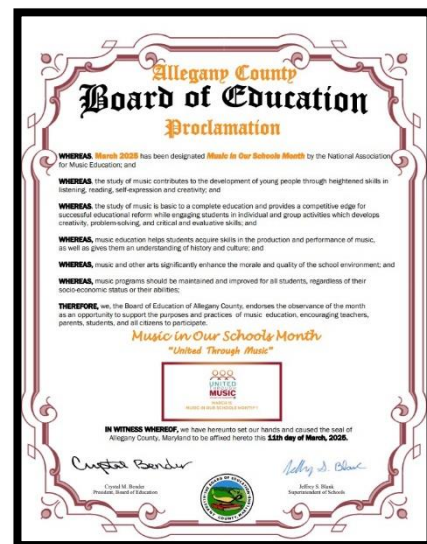 Allegany County
Board of Education
Proclamation
WHEREAS, March 2025 has been designated Music in Our Schools Month by the National Association
for Music Education; and
WHEREAS, the study of music contributes to the development of young people through heightened skills in
listening, reading, self-expression and creativity; and
WHEREAS, the study of music is basic to a complete education and provides a competitive edge for
successful educational reform while engaging students in individual and group activities which develops
creativity, problem-solving, and critical and evaluative skills; and
WHEREAS, music education helps students acquire skills in the production and performance of music,
as well as gives them an understanding of history and culture; and
WHEREAS, music and other arts significantly enhance the morale and quality of the school environment; and
WHEREAS, music programs should be maintained and improved for all students, regardless of their
socio-economic status or their abilities;
THEREFORE, we, the Board of Education of Allegany County, endorses the observance of the month
as an opportunity to support the purposes and practices of music education, encouraging teachers,
parents, students, and all citizens to participate.
Music in Our Schools Month
"United Through Music"
UNITED
THROUGH
MUSIC
MARCH IS
MUSIC IN OUR SCHOOLS MONTH
IN WITNESS WHEREOF, we have hereunto set our hands and caused the seal of
Allegany County, Maryland to be affixed hereto this 11th day of March, 2025.
Crystal Bender
Jeffrey S. Blank
Crystal M. Bender
President, Board of Education
Jeffrey S. Blank
Superintendent of Schools